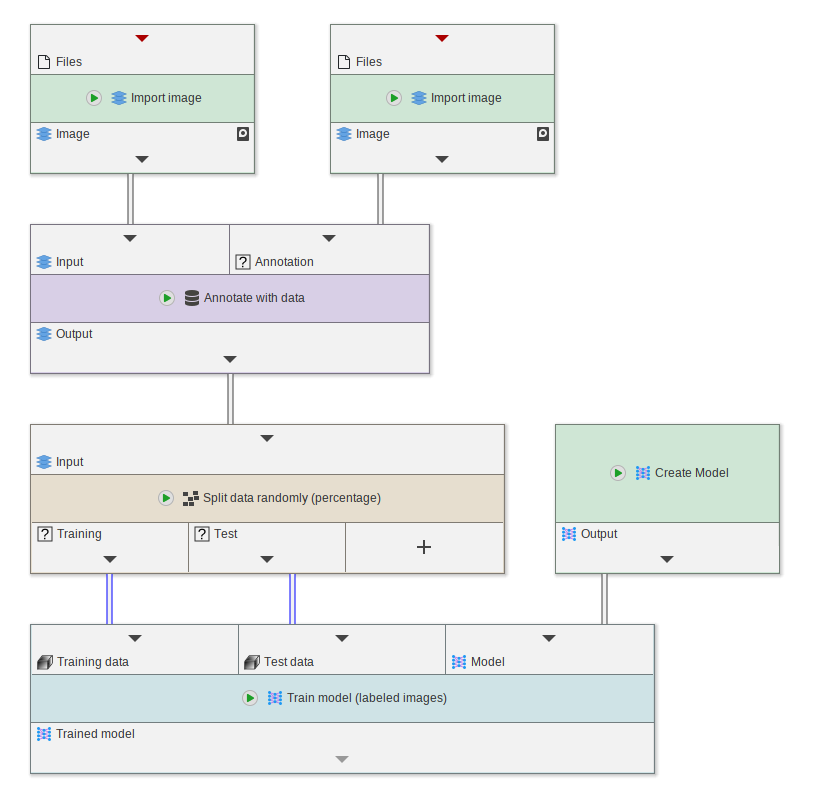 Files
Files
Import image
Import image
Image
Image
Input
? Annotation
Annotate with data
Output
Input
Split data randomly (percentage)
Create Model
? Training
? Test
+
Output
Training data
Test data
Model
Train model (labeled images)
Trained model